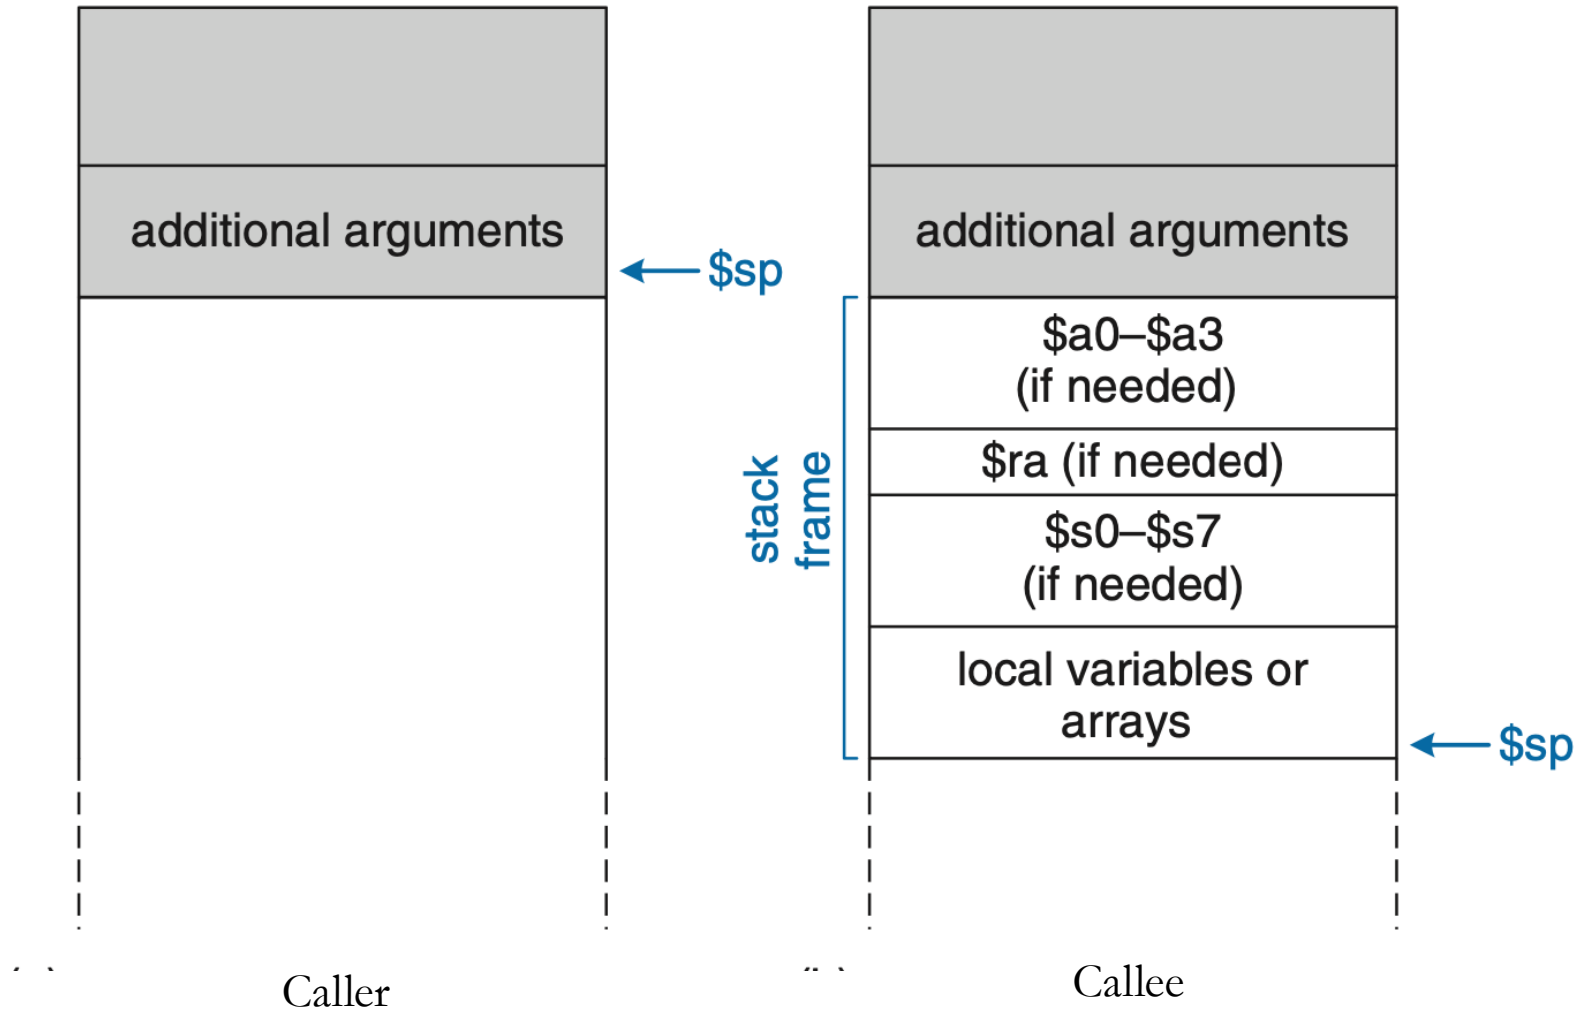 additional arguments
$sp
Caller
additional arguments
$a0–$a3
(if needed)
$ra (if needed)
$s0–$s7
(if needed)
local variables or
arrays
stack
frame
$sp
Callee